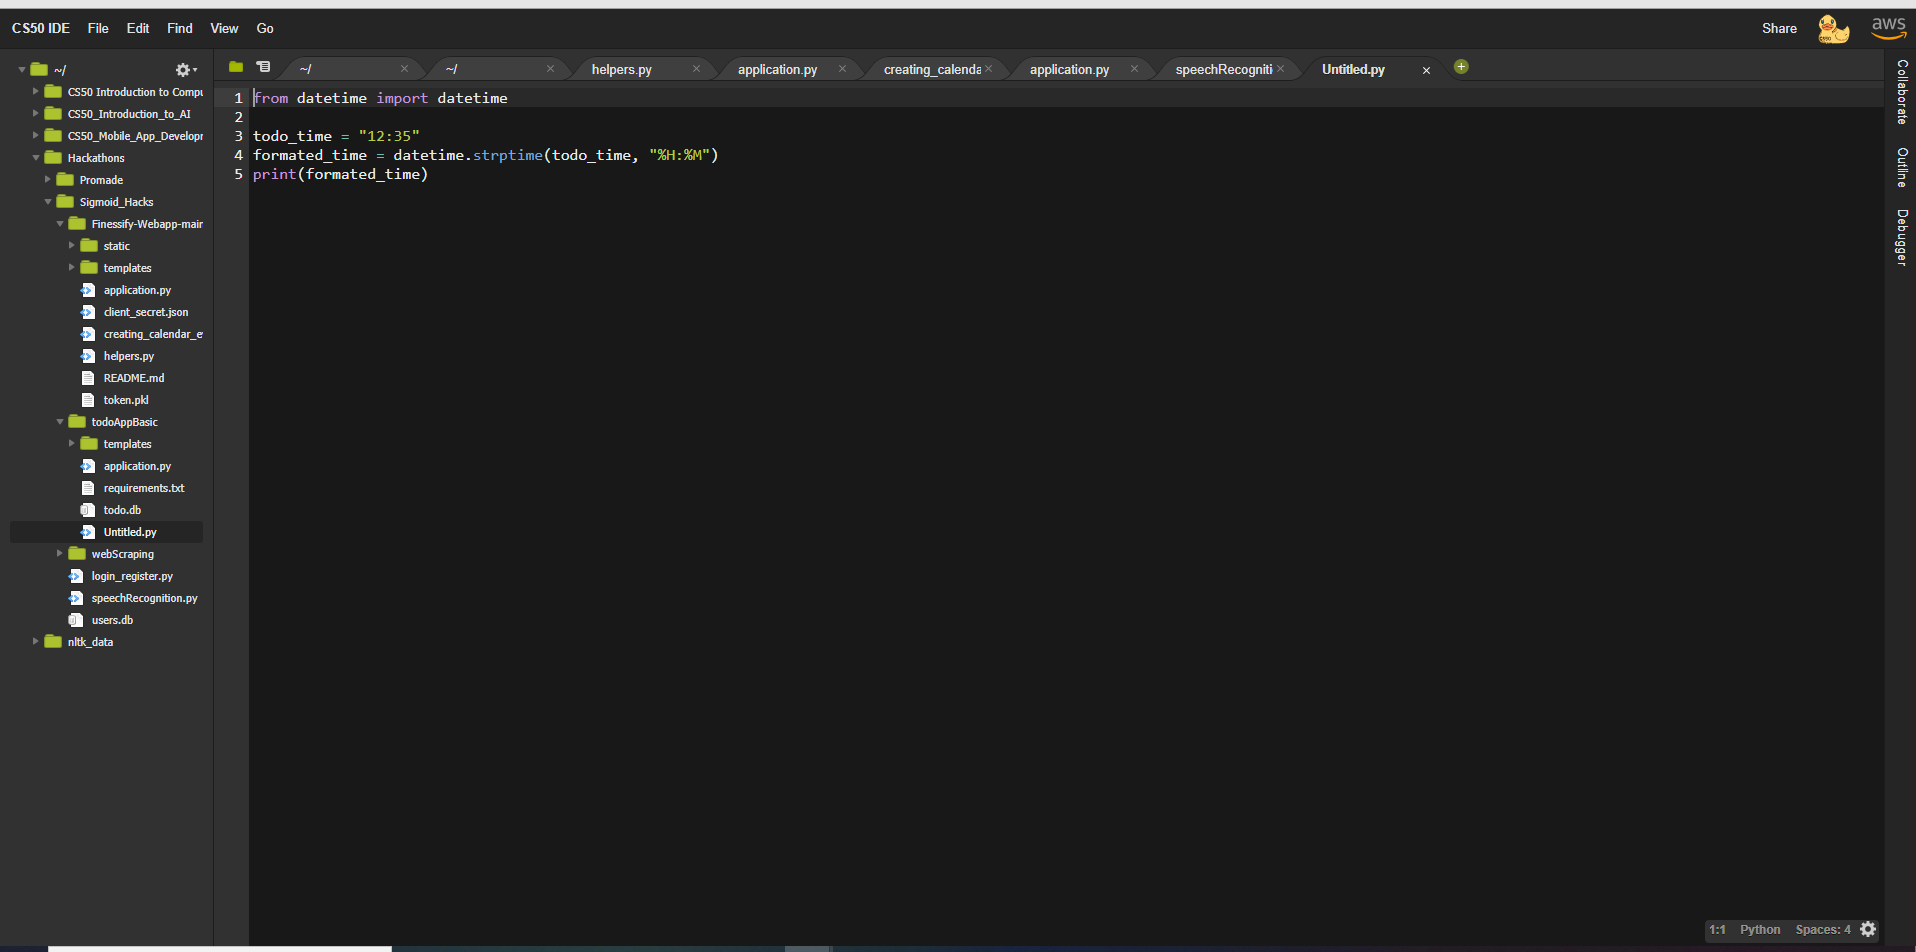 CS50 IDE File Edit Find View Go Share aws
~/
CS50 Introduction to Compu
CS50_Introduction_to_AI
CS50_Mobile_App_Developr
Hackathons
Promade
Sigmoid_Hacks
Finessify-Webapp-mair
static
templates
application.py
client_secret.json
creating_calendar_e
helpers.py
README.md
token.pkl
todoAppBasic
templates
application.py
requirements.txt
todo.db
Untitled.py
webScraping
login_register.py
speechRecognition.py
users.db
nltk_data
~/ ~/ helpers.py application.py creating_calenda application.py speechRecogniti Untitled.py
1 from datetime import datetime
2
3 todo_time = "12:35"
4 formated_time = datetime.strptime(todo_time, "%H:%M")
5 print(formated_time)
Collaborate
Outline
Debugger
1:1 Python Spaces: 4